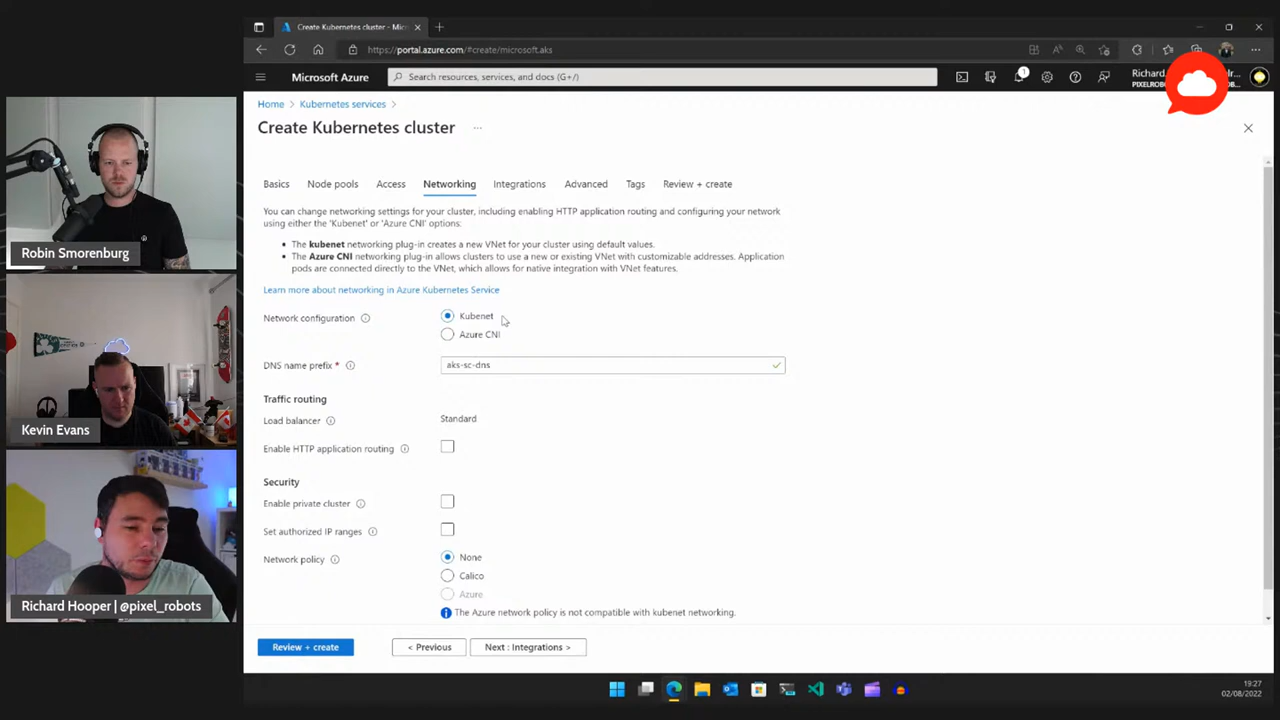 Create Kubernetes cluster - Micr
https://portal.azure.com/#create/microsoft.aks
Microsoft Azure
Search resources, services, and docs (G+/)
1
Home > Kubernetes services >
Create Kubernetes cluster
Basics Node pools Access Networking Integrations Advanced Tags Review + create
You can change networking settings for your cluster, including enabling HTTP application routing and configuring your network
using either the 'Kubenet' or 'Azure CNI' options:
• The kubenet networking plug-in creates a new VNet for your cluster using default values.
• The Azure CNI networking plug-in allows clusters to use a new or existing VNet with customizable addresses. Application
pods are connected directly to the VNet, which allows for native integration with VNet features.
Learn more about networking in Azure Kubernetes Service
Network configuration
Kubenet
Azure CNI
DNS name prefix *
aks-sc-dns
Traffic routing
Load balancer
Standard
Enable HTTP application routing
Security
Enable private cluster
Set authorized IP ranges
Network policy
None
Calico
Azure
The Azure network policy is not compatible with kubenet networking.
Review + create
< Previous
Next : Integrations >
19:27
02/08/2022
Robin Smorenburg
Kevin Evans
Richard Hooper | @pixel_robots